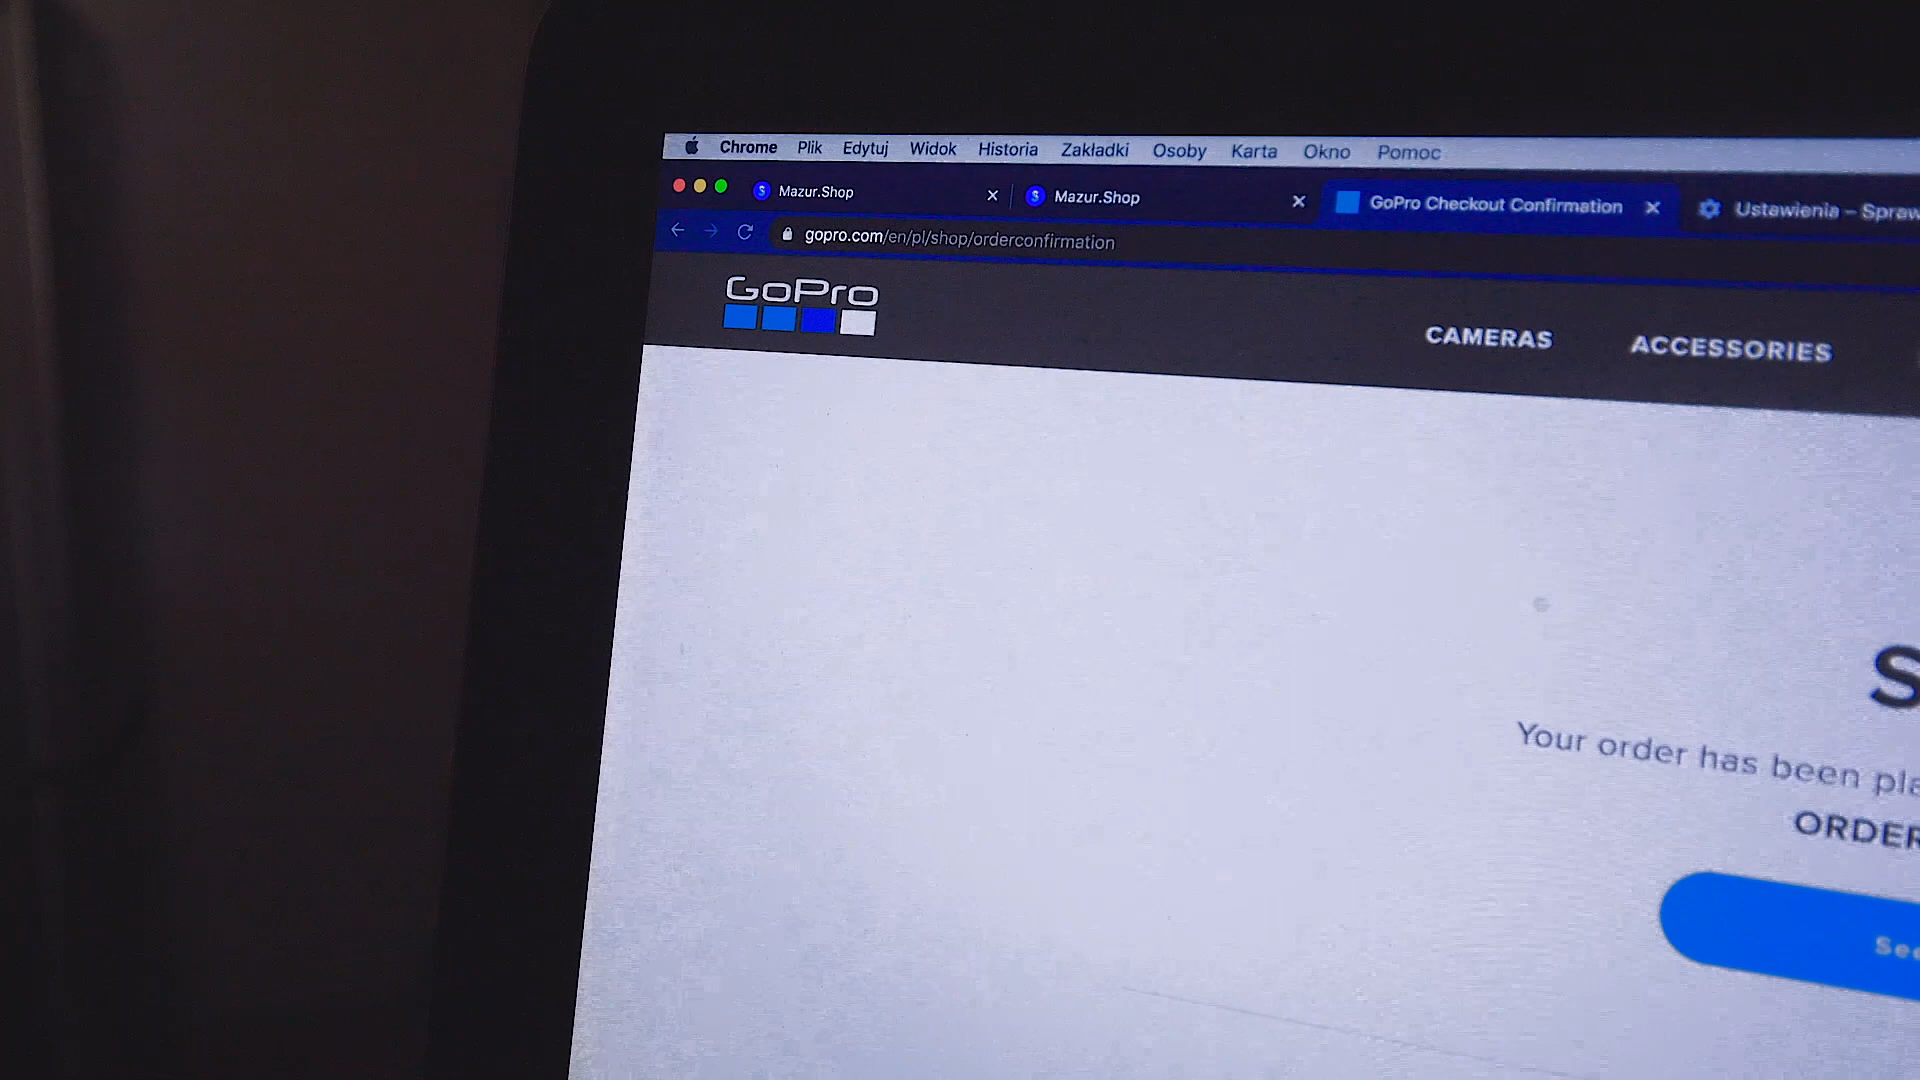 Chrome Plik Edytuj Widok Historia Zakładki Osoby Karta Okno Pomoc
Mazur.Shop Mazur.Shop GoPro Checkout Confirmation Ustawienia –
gopro.com/en/pl/shop/orderconfirmation
GoPro
CAMERAS ACCESSORIES
Your order has been